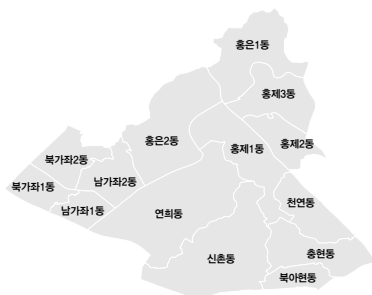 홍은1동
홍제3동
홍은2동
홍제1동
홍제2동
북가좌2동
북가좌1동
남가좌2동
남가좌1동
연희동
천연동
신촌동
충현동
북아현동